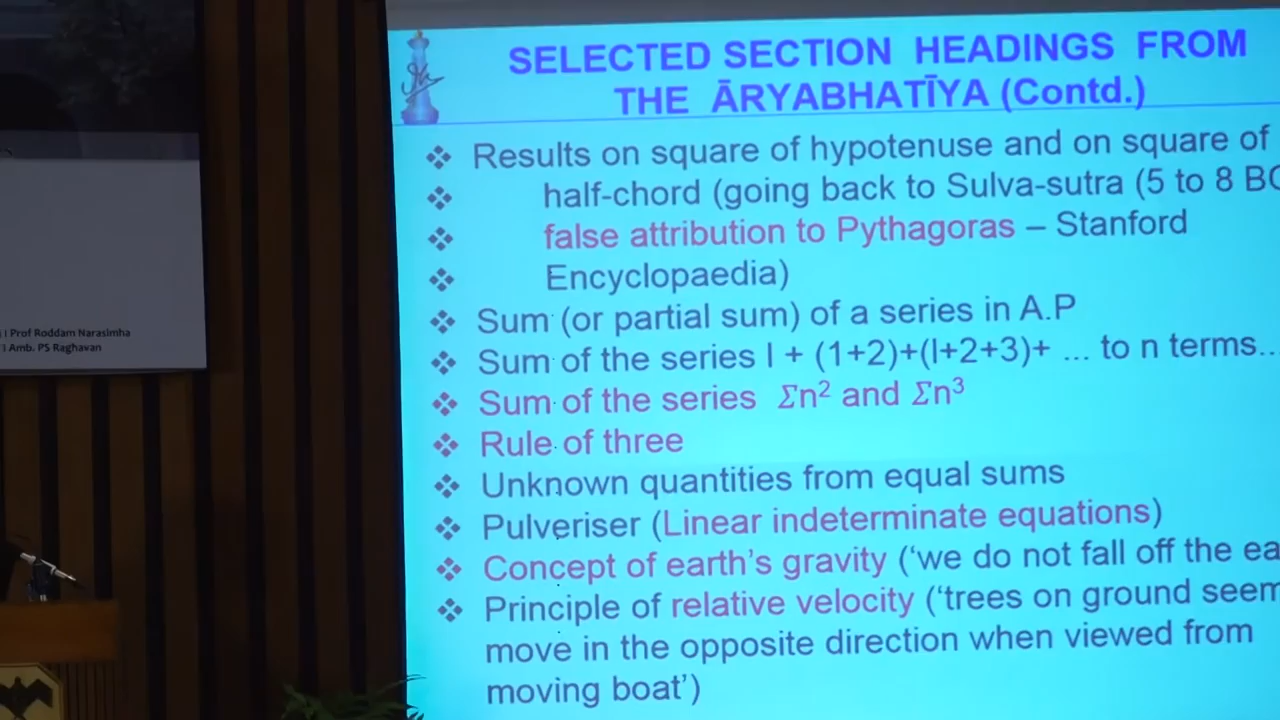 SELECTED SECTION HEADINGS FROM
THE ĀRYABHATĪYA (Contd.)
❖ Results on square of hypotenuse and on square of
❖ half-chord (going back to Sulva-sutra (5 to 8 BC
❖ false attribution to Pythagoras – Stanford
❖ Encyclopaedia)
❖ Sum (or partial sum) of a series in A.P
❖ Sum of the series I + (1+2)+(I+2+3)+ ... to n terms...
❖ Sum of the series Σn² and Σn³
❖ Rule of three
❖ Unknown quantities from equal sums
❖ Pulveriser (Linear indeterminate equations)
❖ Concept of earth's gravity ('we do not fall off the ea
❖ Principle of relative velocity ('trees on ground seem
move in the opposite direction when viewed from
moving boat')
| Prof Roddam Narasimha
| Amb. PS Raghavan